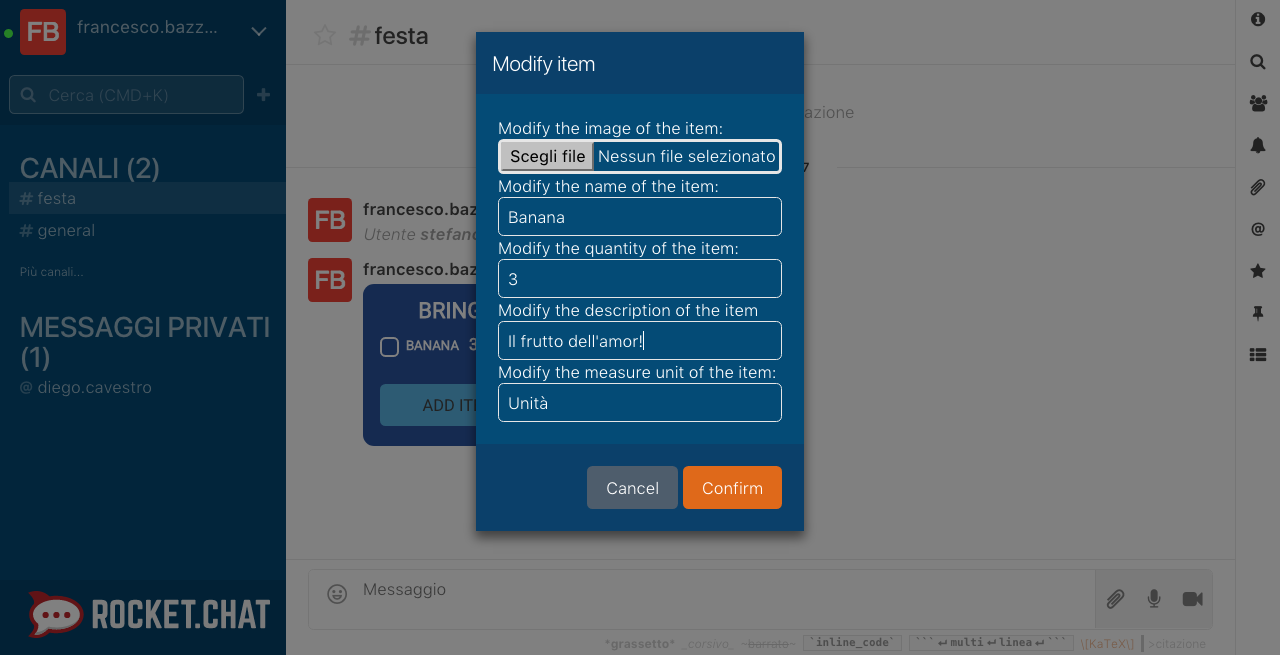 FB
francesco.bazz...
Cerca (CMD+K)
CANALI (2)
# festa
# general
Più canali...
MESSAGGI PRIVATI
(1)
@ diego.cavestro
ROCKET.CHAT
#festa
azione
7
FB
francesco.baz
Utente stefano
FB
francesco.baz
BRING
BANANA 3
ADD ITE
Modify item
Modify the image of the item:
Scegli file Nessun file selezionato
Modify the name of the item:
Banana
Modify the quantity of the item:
3
Modify the description of the item
Il frutto dell'amor!
Modify the measure unit of the item:
Unità
Cancel
Confirm
Messaggio
*grassetto* _corsivo_ ~barrata~ `inline_code` ```↵multi↵linea↵``` \[KaTeX\] >citazione